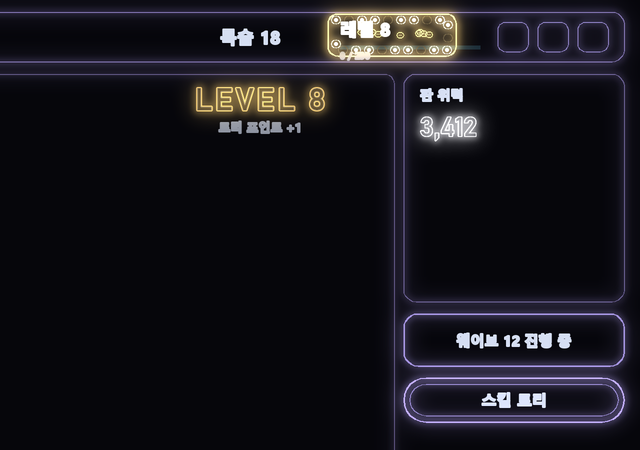 목숨 18
레벨 8
LEVEL 8
트리 포인트 +1
판 위력
3,412
웨이브 12 진행 중
스킬 트리